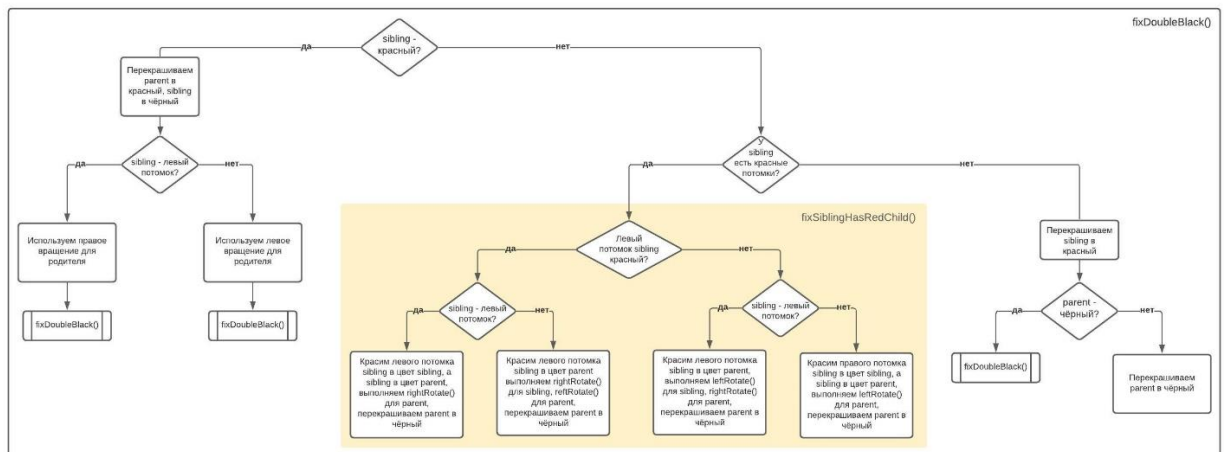 fixDoubleBlack()
sibling -
красный?
да
нет
Перекрашиваем
parent в
красный, sibling
в чёрный
sibling - левый
потомок?
да
нет
Используем правое
вращение для
родителя
Используем левое
вращение для
родителя
fixDoubleBlack()
fixDoubleBlack()
У
sibling
есть красные
потомки?
да
нет
fixSiblingHasRedChild()
Левый
потомок sibling
красный?
да
нет
sibling - левый
потомок?
да
нет
sibling - левый
потомок?
да
нет
Красим левого потомка
sibling в цвет sibling, а
sibling в цвет parent,
выполняем rightRotate()
для parent,
перекрашиваем parent в
чёрный
Красим левого потомка
sibling в цвет parent
выполняем rightRotate()
для sibling, reftRotate()
для parent,
перекрашиваем parent в
чёрный
Красим левого потомка
sibling в цвет parent,
выполняем leftRotate()
для sibling, rightRotate()
для parent,
перекрашиваем parent в
чёрный
Красим правого потомка
sibling в цвет sibling, а
sibling в цвет parent,
выполняем leftRotate()
для parent,
перекрашиваем parent в
чёрный
Перекрашиваем
sibling в
красный
parent -
чёрный?
да
нет
fixDoubleBlack()
Перекрашиваем
parent в чёрный